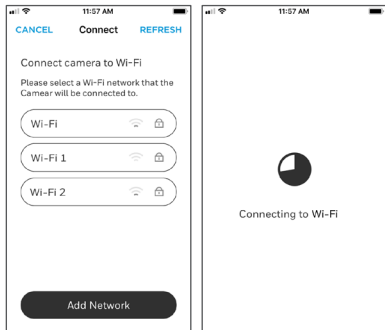 11:57 AM
CANCEL Connect REFRESH
Connect camera to Wi-Fi
Please select a Wi-Fi network that the
Camear will be connected to.
Wi-Fi
Wi-Fi 1
Wi-Fi 2
Add Network
11:57 AM
Connecting to Wi-Fi